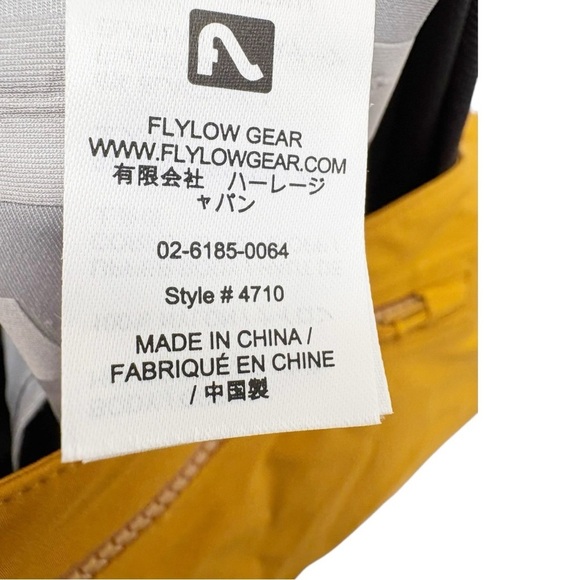 FLYLOW GEAR
WWW.FLYLOWGEAR.COM
有限会社　ハーレージ
ャパン
02-6185-0064
Style # 4710
MADE IN CHINA /
FABRIQUÉ EN CHINE
/ 中国製